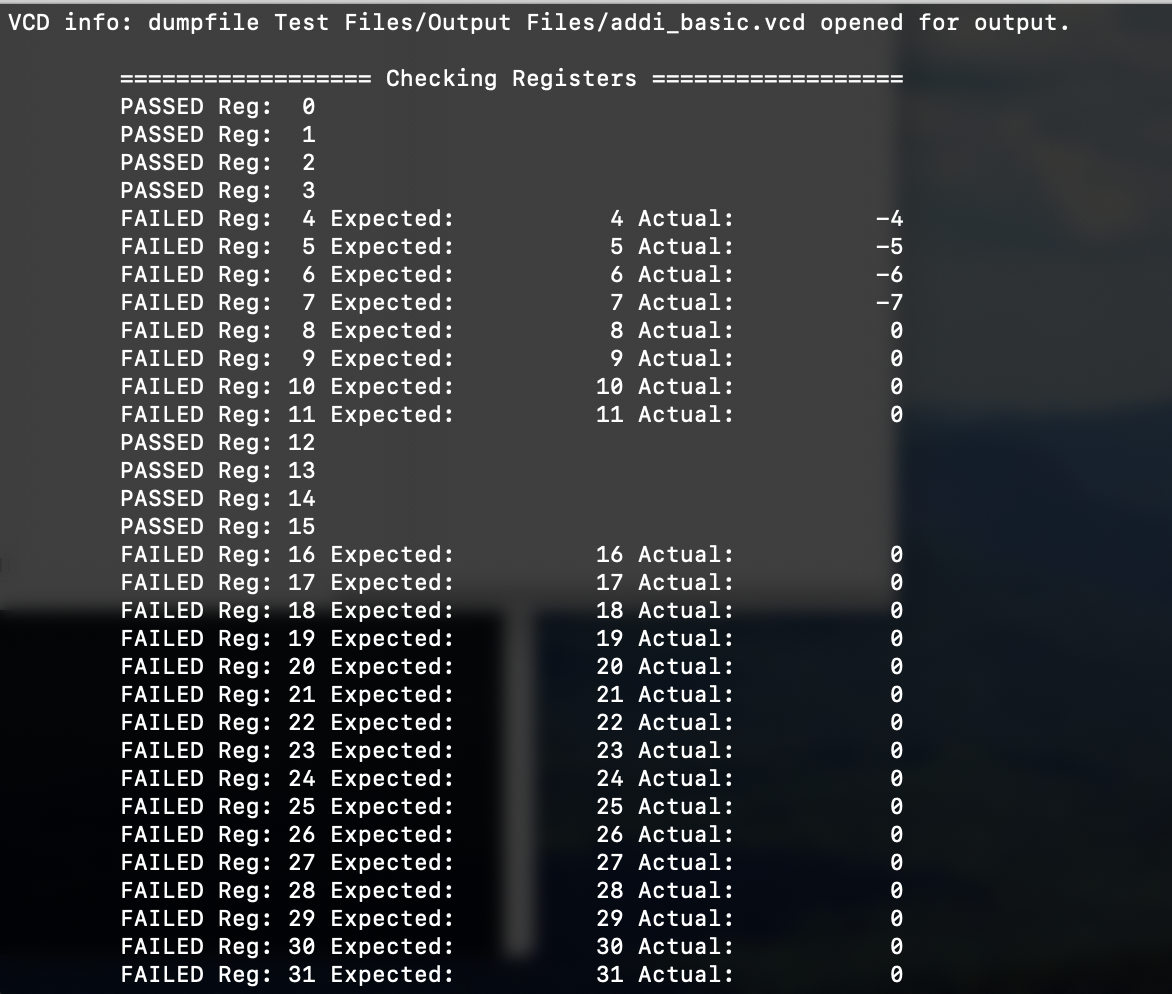 VCD info: dumpfile Test Files/Output Files/addi_basic.vcd opened for output.
================== Checking Registers ==================
PASSED Reg:  0
PASSED Reg:  1
PASSED Reg:  2
PASSED Reg:  3
FAILED Reg:  4 Expected:           4 Actual:          -4
FAILED Reg:  5 Expected:           5 Actual:          -5
FAILED Reg:  6 Expected:           6 Actual:          -6
FAILED Reg:  7 Expected:           7 Actual:          -7
FAILED Reg:  8 Expected:           8 Actual:           0
FAILED Reg:  9 Expected:           9 Actual:           0
FAILED Reg: 10 Expected:          10 Actual:           0
FAILED Reg: 11 Expected:          11 Actual:           0
PASSED Reg: 12
PASSED Reg: 13
PASSED Reg: 14
PASSED Reg: 15
FAILED Reg: 16 Expected:          16 Actual:           0
FAILED Reg: 17 Expected:          17 Actual:           0
FAILED Reg: 18 Expected:          18 Actual:           0
FAILED Reg: 19 Expected:          19 Actual:           0
FAILED Reg: 20 Expected:          20 Actual:           0
FAILED Reg: 21 Expected:          21 Actual:           0
FAILED Reg: 22 Expected:          22 Actual:           0
FAILED Reg: 23 Expected:          23 Actual:           0
FAILED Reg: 24 Expected:          24 Actual:           0
FAILED Reg: 25 Expected:          25 Actual:           0
FAILED Reg: 26 Expected:          26 Actual:           0
FAILED Reg: 27 Expected:          27 Actual:           0
FAILED Reg: 28 Expected:          28 Actual:           0
FAILED Reg: 29 Expected:          29 Actual:           0
FAILED Reg: 30 Expected:          30 Actual:           0
FAILED Reg: 31 Expected:          31 Actual:           0